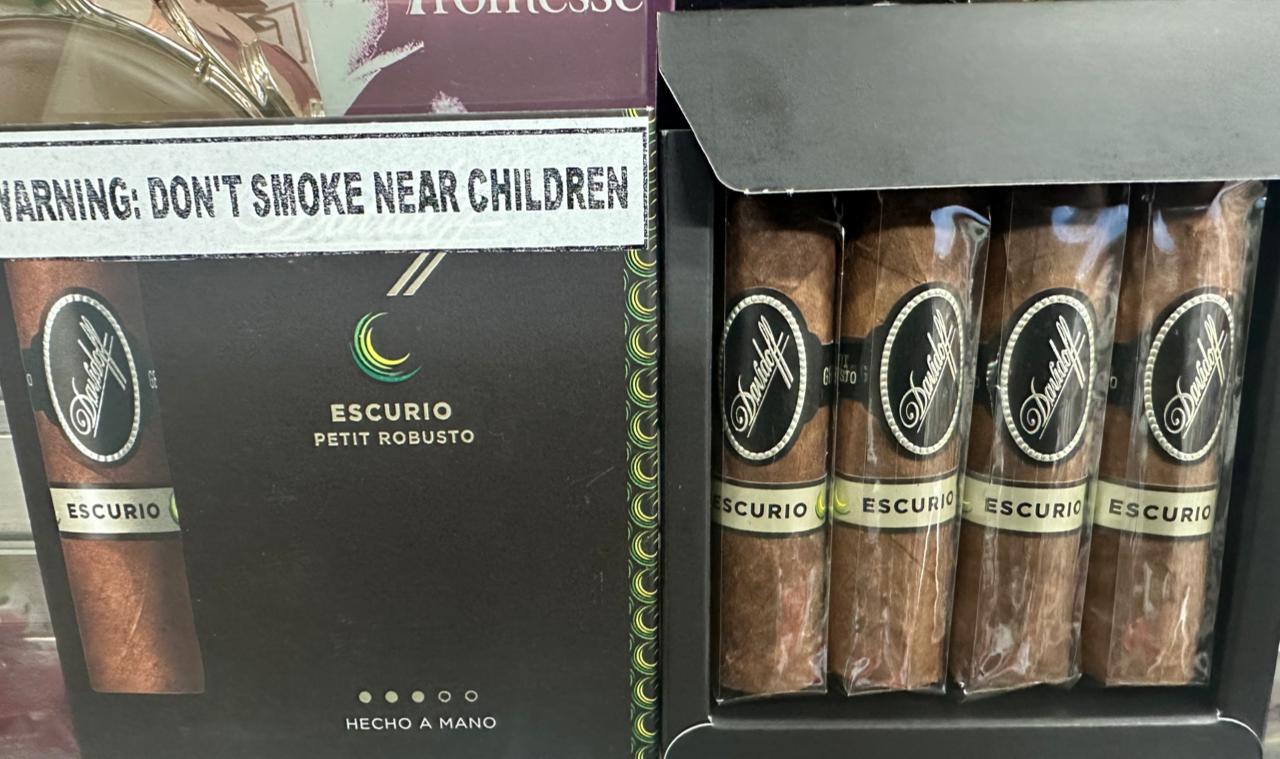 WARNING: DON'T SMOKE NEAR CHILDREN
Davidoff
ESCURIO
ESCURIO
PETIT ROBUSTO
HECHO A MANO
Davidoff
Davidoff
Davidoff
Davidoff
ESCURIO
ESCURIO
ESCURIO
ESCURIO